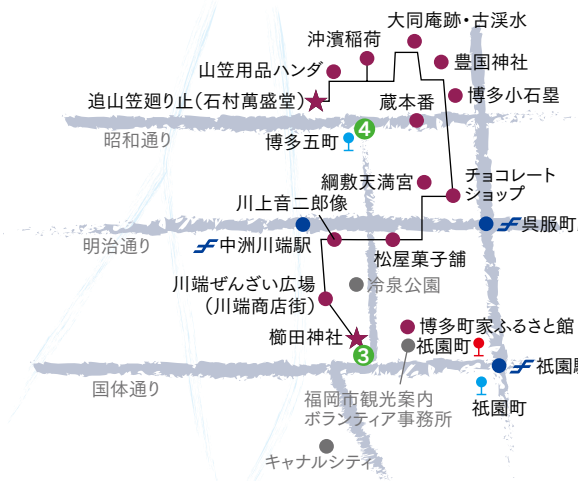 大同庵跡・古渓水
沖濱稲荷
豊国神社
山笠用品ハンダ
博多小石塁
追山笠廻り止(石村萬盛堂)
蔵本番
昭和通り
4
博多五町
チョコレート
ショップ
綱敷天満宮
川上音二郎像
呉服町
明治通り
中洲川端駅
松屋菓子舗
川端ぜんざい広場
(川端商店街)
冷泉公園
櫛田神社
3
博多町家ふるさと館
祇園町
祇園駅
国体通り
福岡市観光案内
ボランティア事務所
祇園町
キャナルシティ